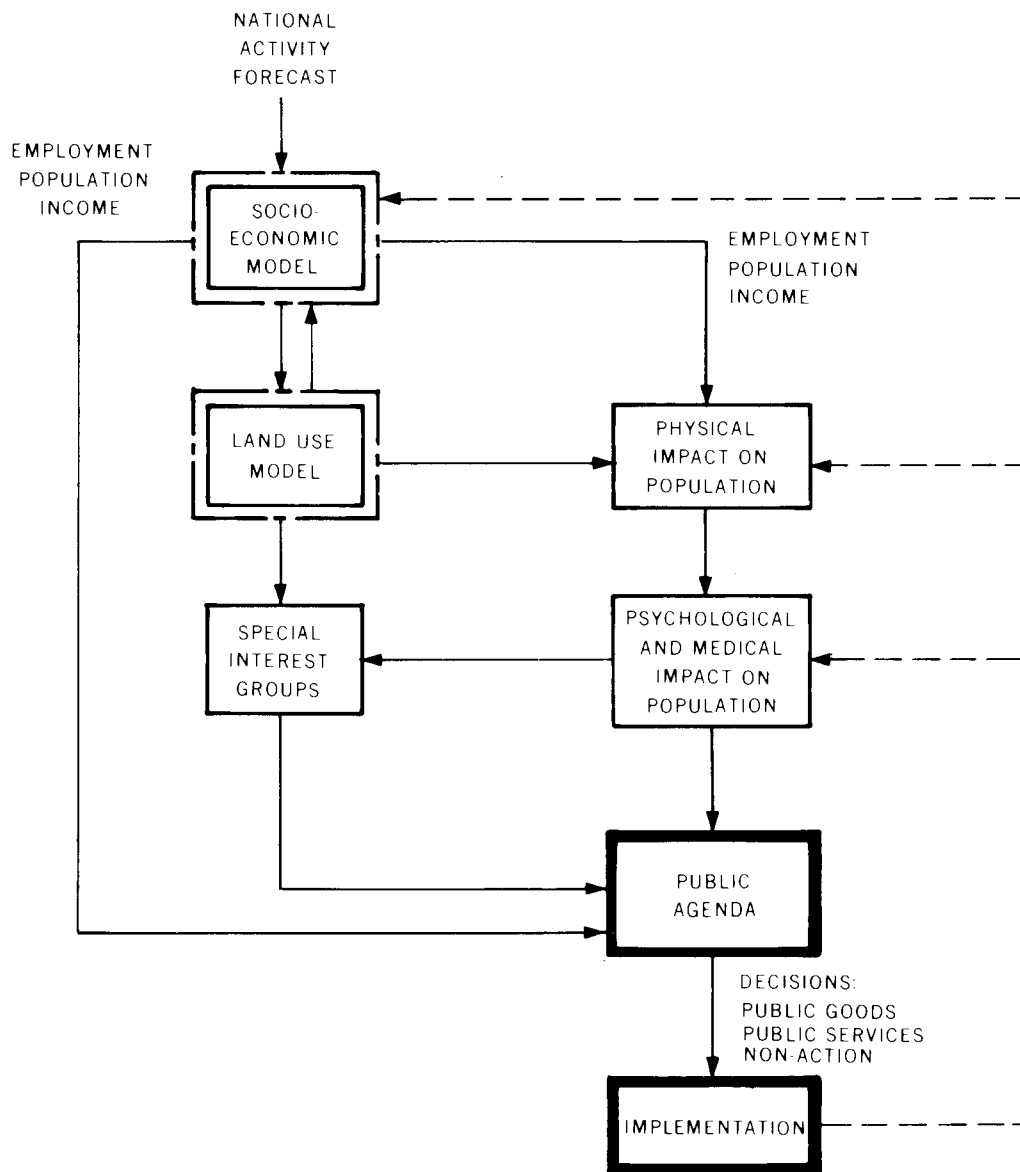 NATIONAL
ACTIVITY
FORECAST
EMPLOYMENT
POPULATION
INCOME
SOCIO-
ECONOMIC
MODEL
EMPLOYMENT
POPULATION
INCOME
LAND USE
MODEL
PHYSICAL
IMPACT ON
POPULATION
SPECIAL
INTEREST
GROUPS
PSYCHOLOGICAL
AND MEDICAL
IMPACT ON
POPULATION
PUBLIC
AGENDA
DECISIONS:
PUBLIC GOODS
PUBLIC SERVICES
NON-ACTION
IMPLEMENTATION